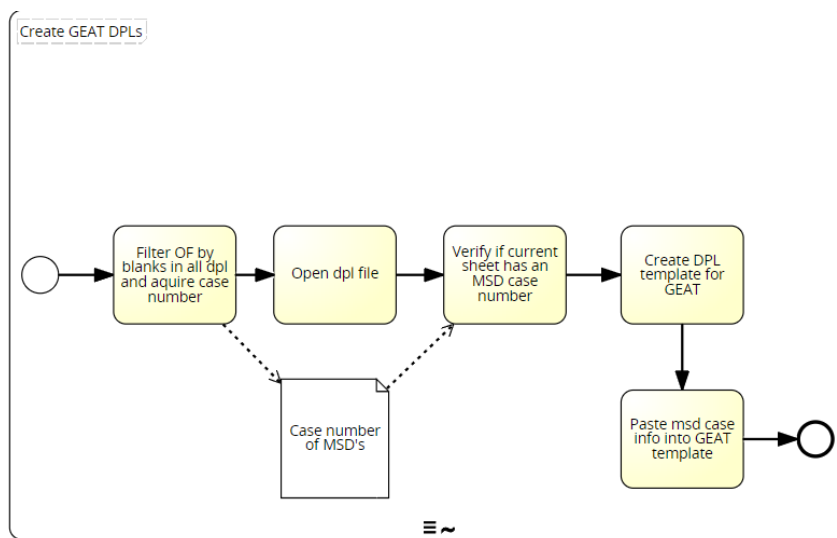 Create GEAT DPLs
Filter OF by
blanks in all dpl
and aquire case
number
Open dpl file
Verify if current
sheet has an
MSD case
number
Create DPL
template for
GEAT
Case number
of MSD's
Paste msd case
info into GEAT
template